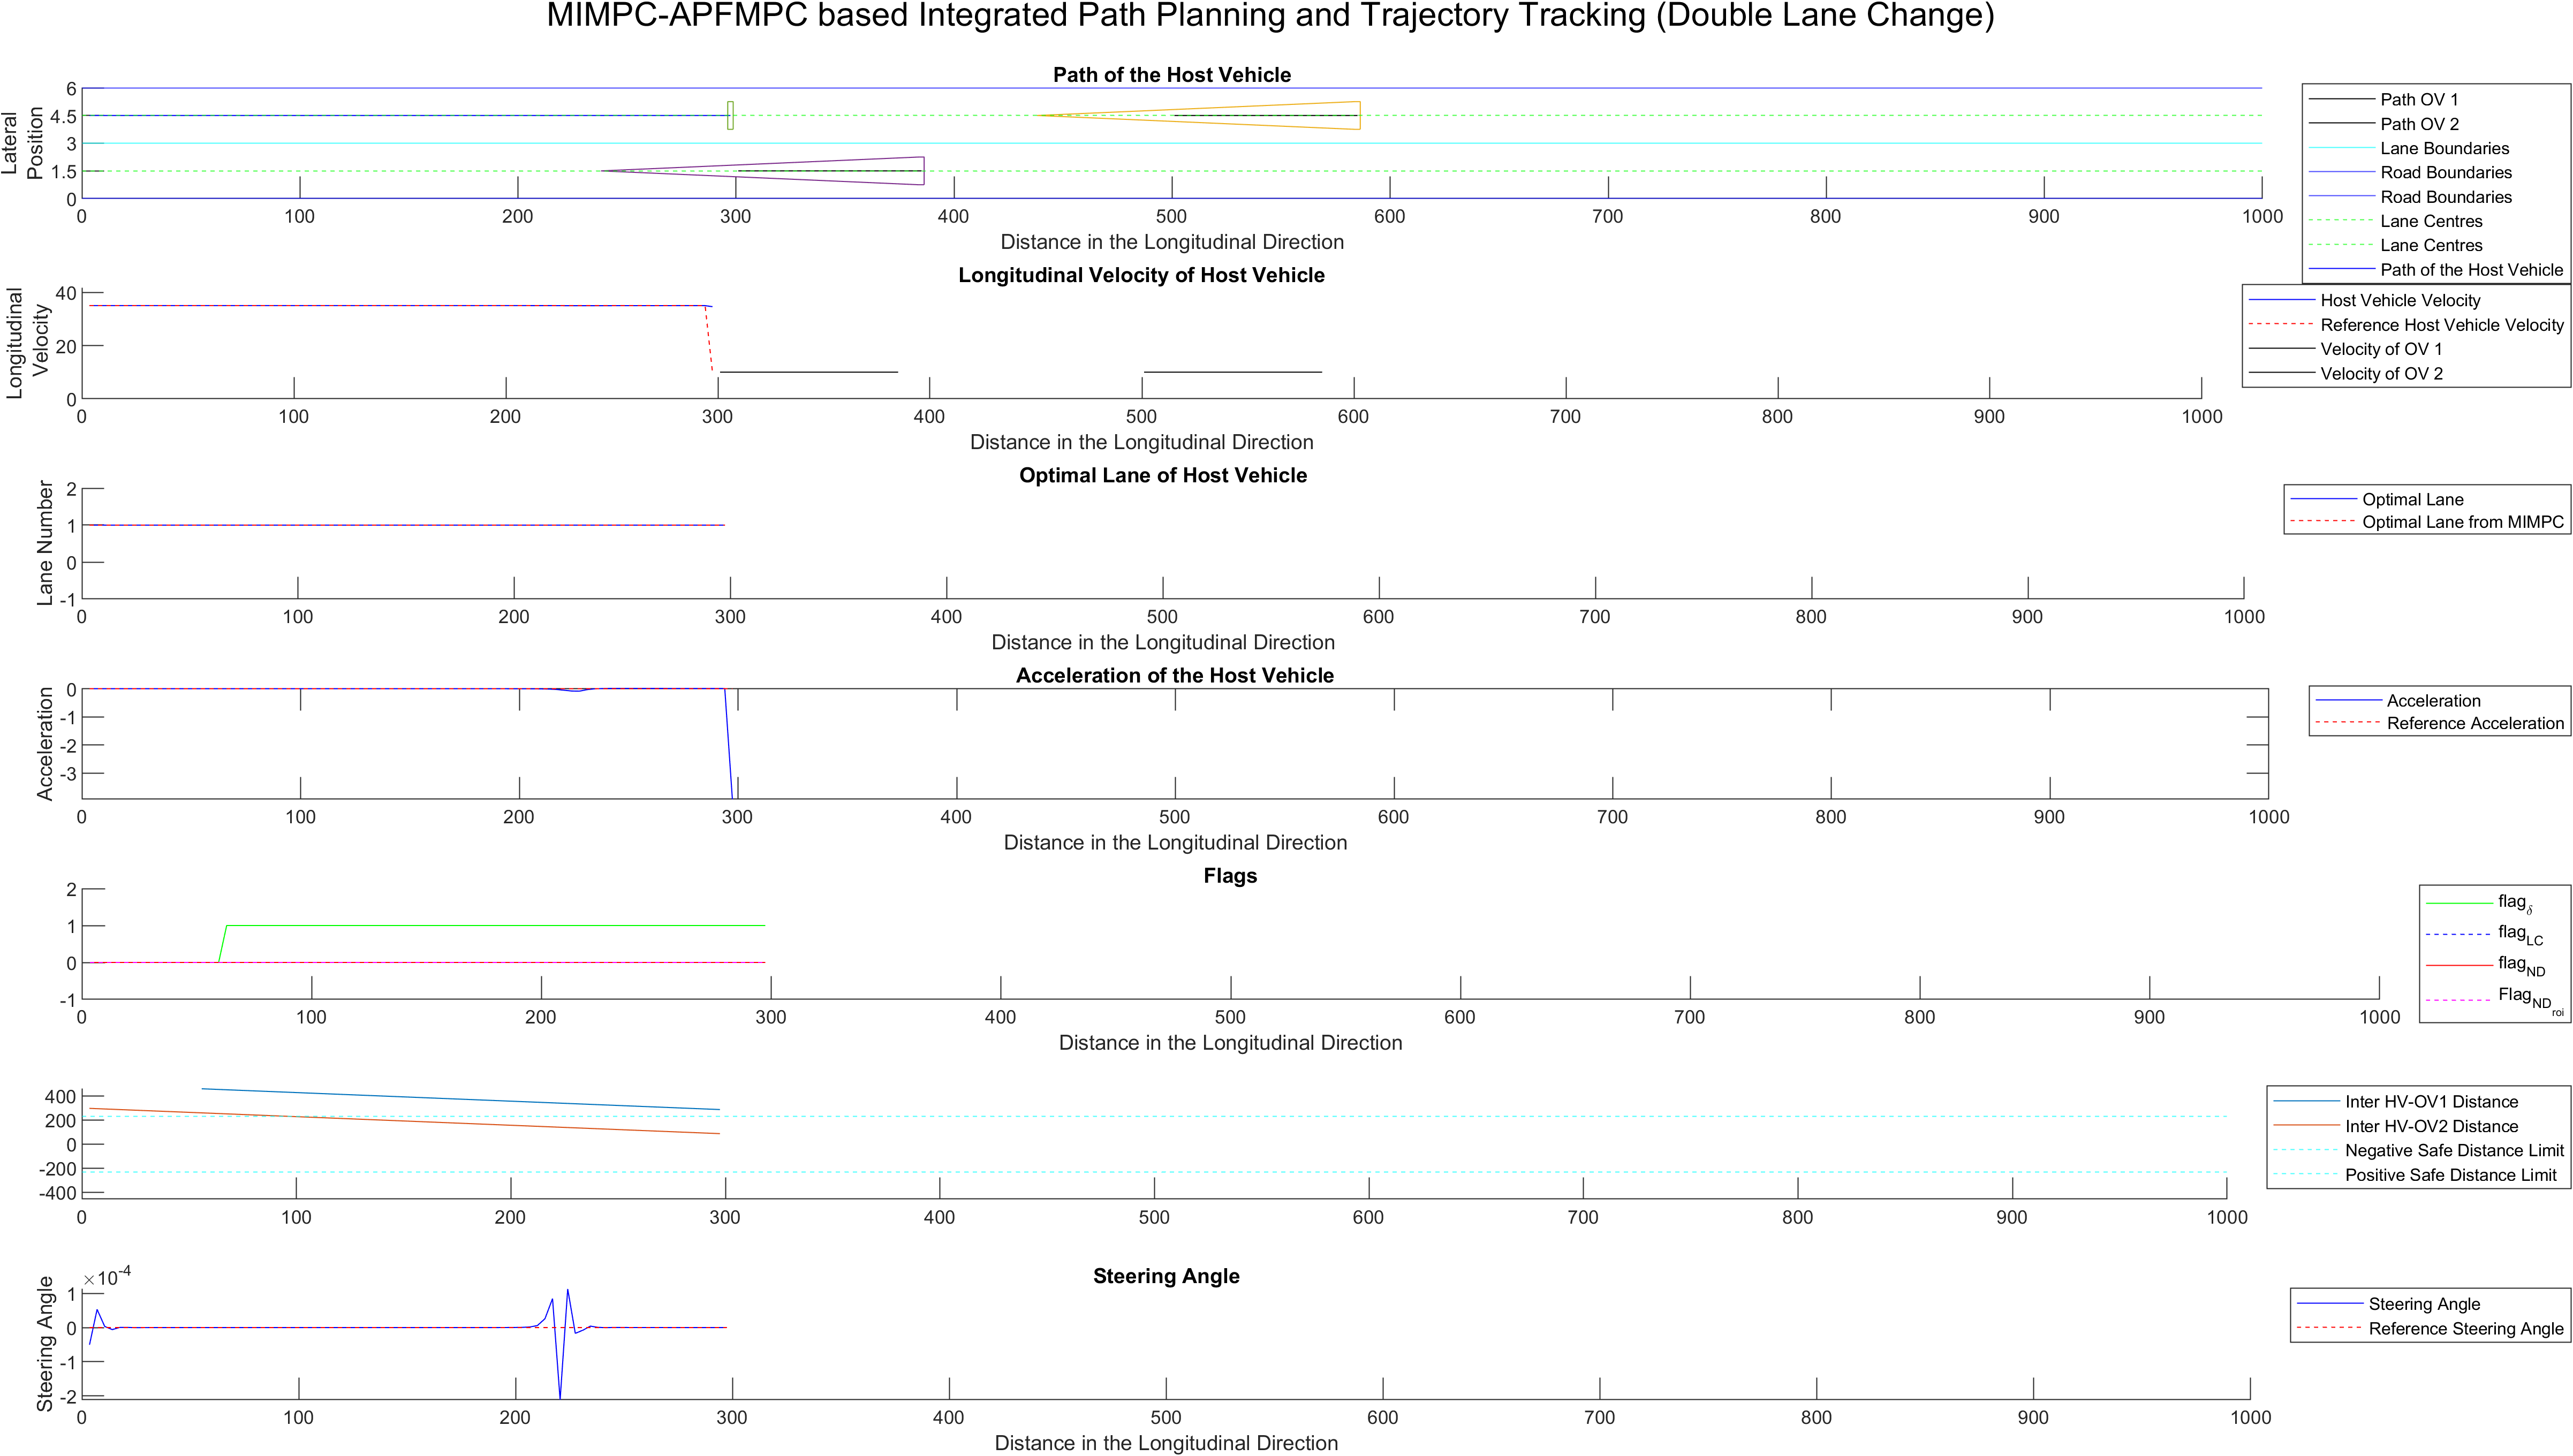 MIMPC-APFMPC based Integrated Path Planning and Trajectory Tracking (Double Lane Change)
Path of the Host Vehicle
Lateral
Position
6
4.5
3
1.5
0
0 100 200 300 400 500 600 700 800 900 1000
Distance in the Longitudinal Direction
Path OV 1
Path OV 2
Lane Boundaries
Road Boundaries
Road Boundaries
Lane Centres
Lane Centres
Path of the Host Vehicle
Longitudinal Velocity of Host Vehicle
Longitudinal
Velocity
40
20
0
0 100 200 300 400 500 600 700 800 900 1000
Distance in the Longitudinal Direction
Host Vehicle Velocity
Reference Host Vehicle Velocity
Velocity of OV 1
Velocity of OV 2
Optimal Lane of Host Vehicle
Lane Number
2
1
0
-1
0 100 200 300 400 500 600 700 800 900 1000
Distance in the Longitudinal Direction
Optimal Lane
Optimal Lane from MIMPC
Acceleration of the Host Vehicle
Acceleration
0
-1
-2
-3
0 100 200 300 400 500 600 700 800 900 1000
Distance in the Longitudinal Direction
Acceleration
Reference Acceleration
Flags
2
1
0
-1
0 100 200 300 400 500 600 700 800 900 1000
Distance in the Longitudinal Direction
flag_δ
flag_LC
flag_ND
Flag_ND_roi
400
200
0
-200
-400
0 100 200 300 400 500 600 700 800 900 1000
Inter HV-OV1 Distance
Inter HV-OV2 Distance
Negative Safe Distance Limit
Positive Safe Distance Limit
Steering Angle
Steering Angle
×10^-4
1
0
-1
-2
0 100 200 300 400 500 600 700 800 900 1000
Distance in the Longitudinal Direction
Steering Angle
Reference Steering Angle